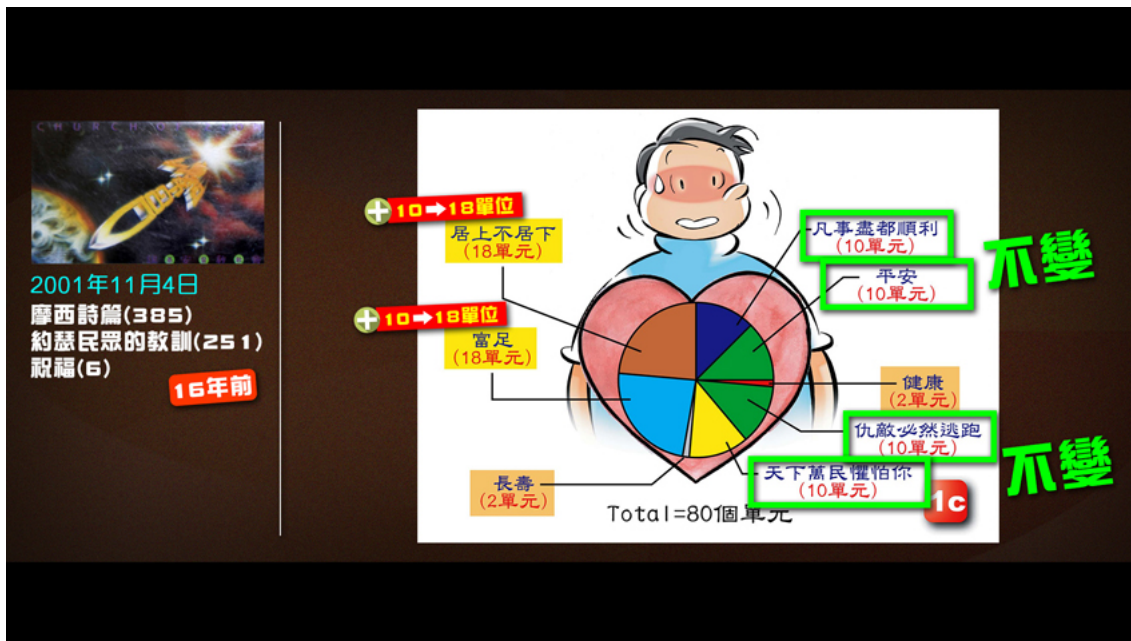 2001年11月4日
摩西詩篇(385)
約瑟民眾的教訓(251)
祝福(6)
16年前
+10➡18單位
居上不居下
(18單元)
+10➡18單位
富足
(18單元)
長壽
(2單元)
凡事盡都順利
(10單元)
平安
(10單元)
不變
健康
(2單元)
仇敵必然逃跑
(10單元)
天下萬民懼怕你
(10單元)
不變
1c
Total=80個單元